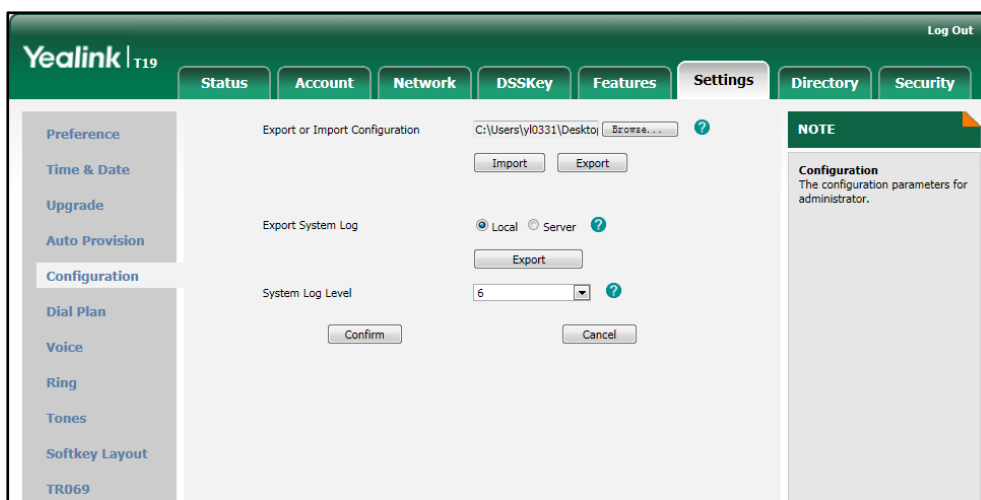 Log Out
Yealink | T19
Status Account Network DSSKey Features Settings Directory Security
Preference
Time & Date
Upgrade
Auto Provision
Configuration
Dial Plan
Voice
Ring
Tones
Softkey Layout
TR069
Export or Import Configuration C:\Users\yl0331\Desktop Browse... ?
Import Export
Export System Log Local Server ?
Export
System Log Level 6 ?
Confirm Cancel
NOTE
Configuration
The configuration parameters for
administrator.